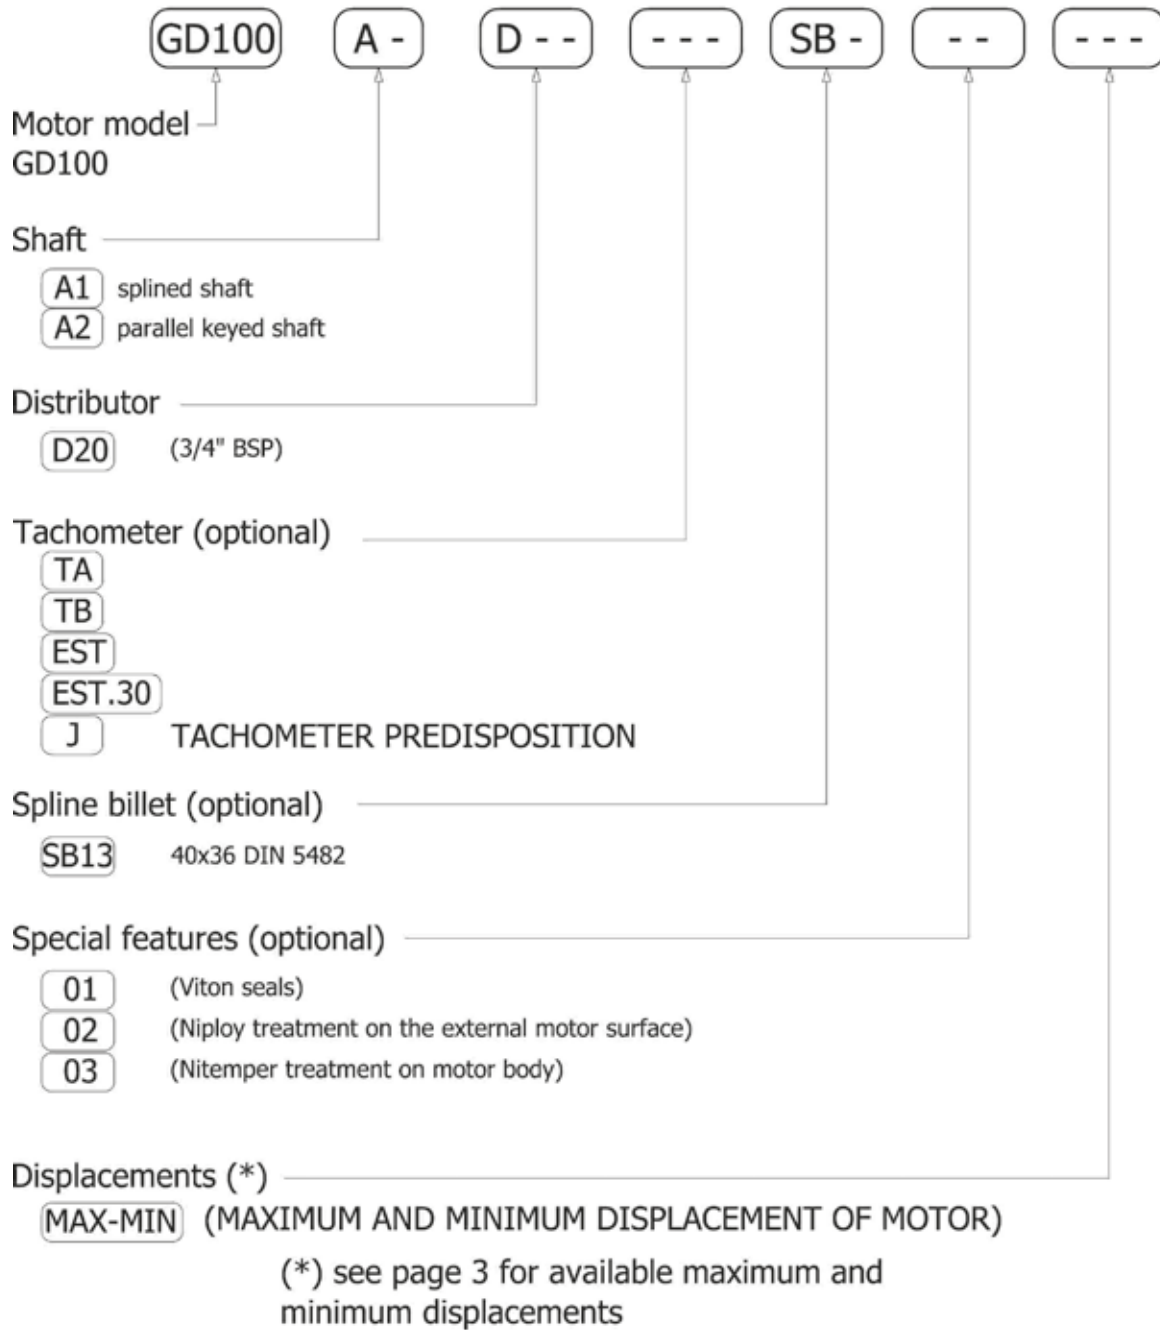 GD100 A - D - - - - - SB - - - - - -
Motor model
GD100
Shaft
A1 splined shaft
A2 parallel keyed shaft
Distributor
D20 (3/4" BSP)
Tachometer (optional)
TA
TB
EST
EST.30
J TACHOMETER PREDISPOSITION
Spline billet (optional)
SB13 40x36 DIN 5482
Special features (optional)
01 (Viton seals)
02 (Niploy treatment on the external motor surface)
03 (Nitemper treatment on motor body)
Displacements (*)
MAX-MIN (MAXIMUM AND MINIMUM DISPLACEMENT OF MOTOR)
(*) see page 3 for available maximum and
minimum displacements